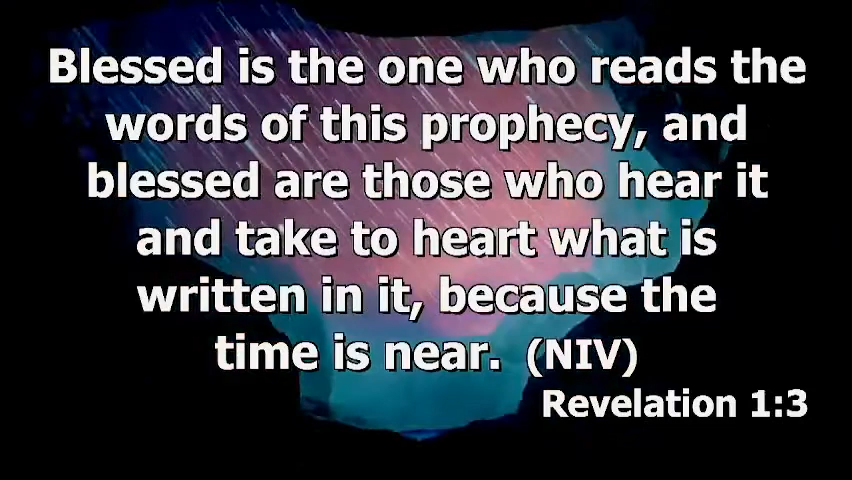 Blessed is the one who reads the
words of this prophecy, and
blessed are those who hear it
and take to heart what is
written in it, because the
time is near. (NIV)
Revelation 1:3